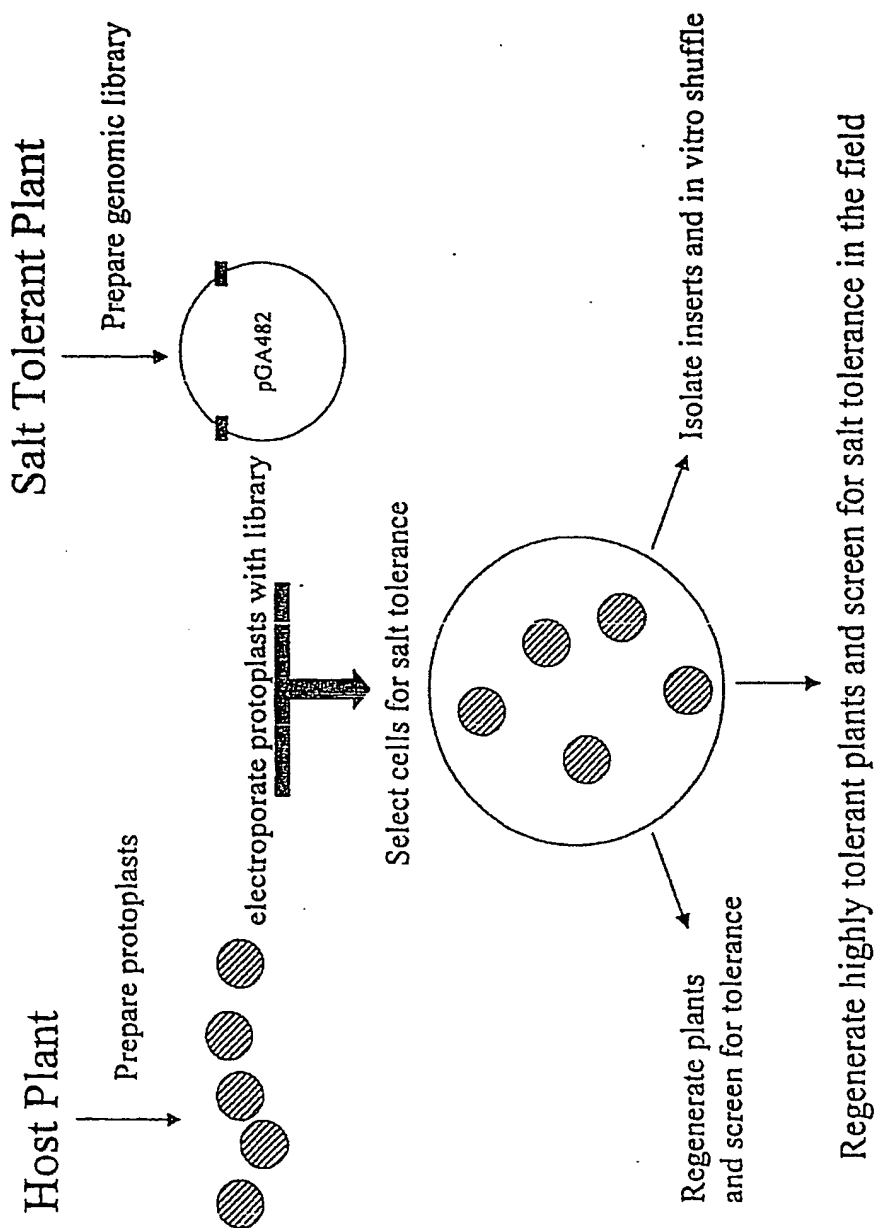 Host Plant
Salt Tolerant Plant
Prepare protoplasts
Prepare genomic library
pGA482
electroporate protoplasts with library
Select cells for salt tolerance
Regenerate plants
and screen for tolerance
Isolate inserts and in vitro shuffle
Regenerate highly tolerant plants and screen for salt tolerance in the field